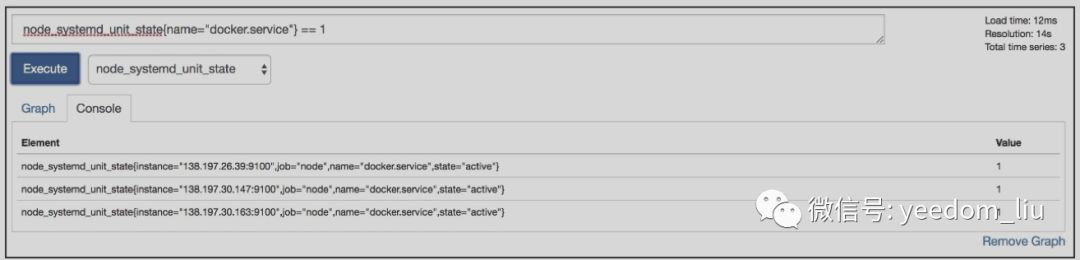 node_systemd_unit_state{name="docker.service"} == 1
Load time: 12ms
Resolution: 14s
Total time series: 3
Execute
node_systemd_unit_state
Graph
Console
Element
Value
node_systemd_unit_state{instance="138.197.26.39:9100",job="node",name="docker.service",state="active"}
1
node_systemd_unit_state{instance="138.197.30.147:9100",job="node",name="docker.service",state="active"}
1
node_systemd_unit_state{instance="138.197.30.163:9100",job="node",name="docker.service",state="active"}
1
微信号: yeedom_liu
Remove Graph